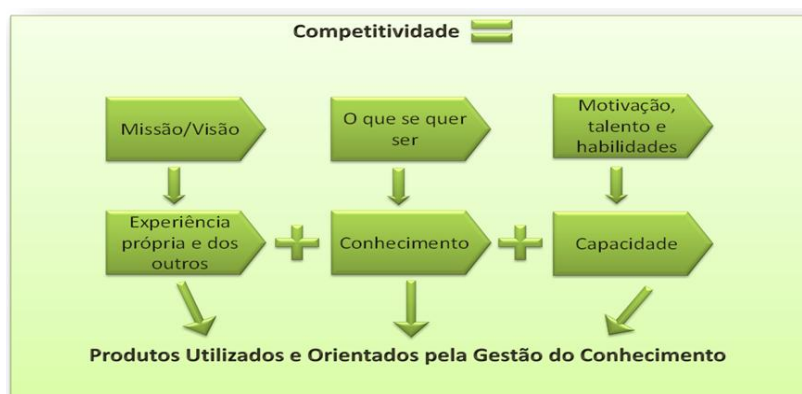 Competitividade =
Missão/Visão
O que se quer
ser
Motivação,
talento e
habilidades
Experiência
própria e dos
outros
+
Conhecimento
+
Capacidade
Produtos Utilizados e Orientados pela Gestão do Conhecimento